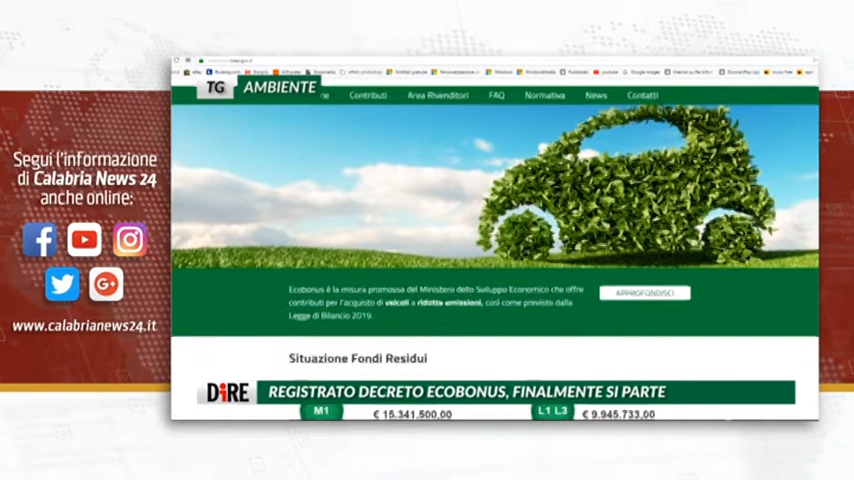 Segui l'informazione
di Calabria News 24
anche online:
www.calabrianews24.it
TG AMBIENTE
Contributi Area Rivenditori FAQ Normativa News Contatti
Ecobonus è la misura promossa del Ministero dello Sviluppo Economico che offre
contributi per l'acquisto di veicoli a ridotte emissioni, così come previsto dalla
Legge di Bilancio 2019.
APPROFONDISCI
Situazione Fondi Residui
DiRE REGISTRATO DECRETO ECOBONUS, FINALMENTE SI PARTE
M1 € 15.341.500,00 L1 L3 € 9.945.733,00